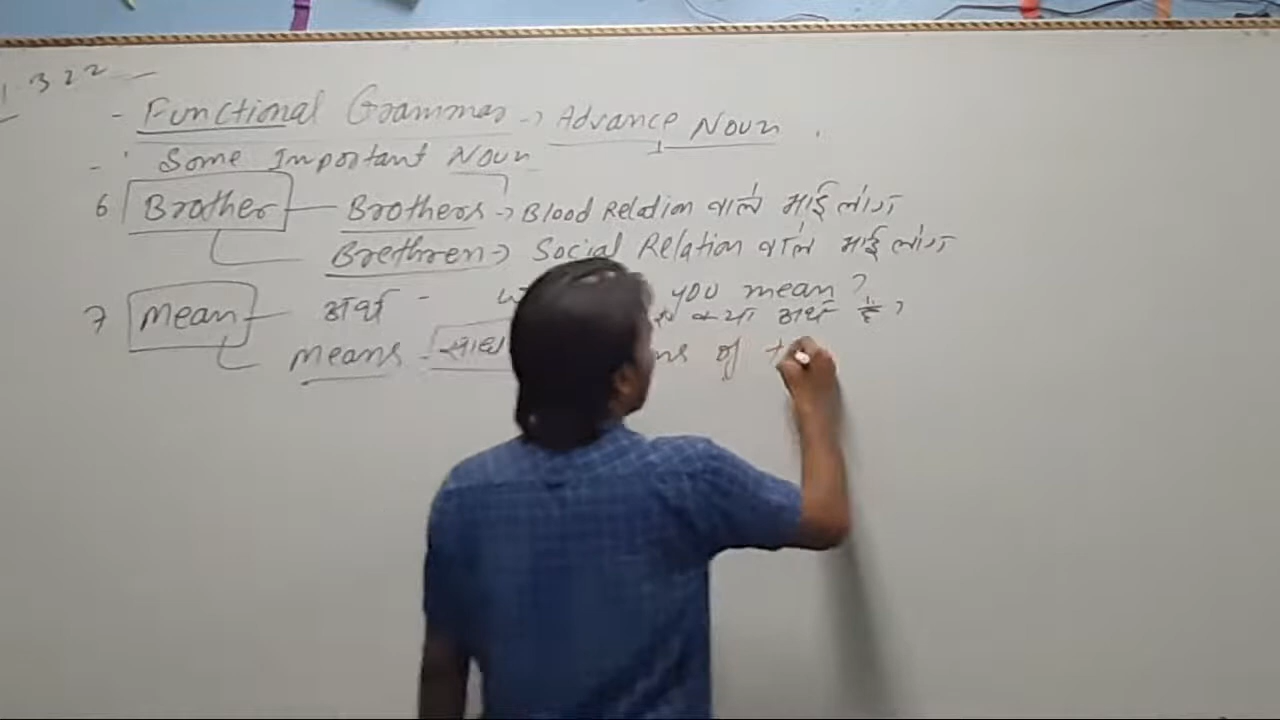 322 -
- Functional Grammar → Advance Noun .
- Some Important Noun
6 Brother - Brothers → Blood Relation वाले भाई लोग
Brethren → Social Relation वाले भाई लोग
7 Mean - अर्थ - you mean ?
क्या अर्थ है ?
means - of